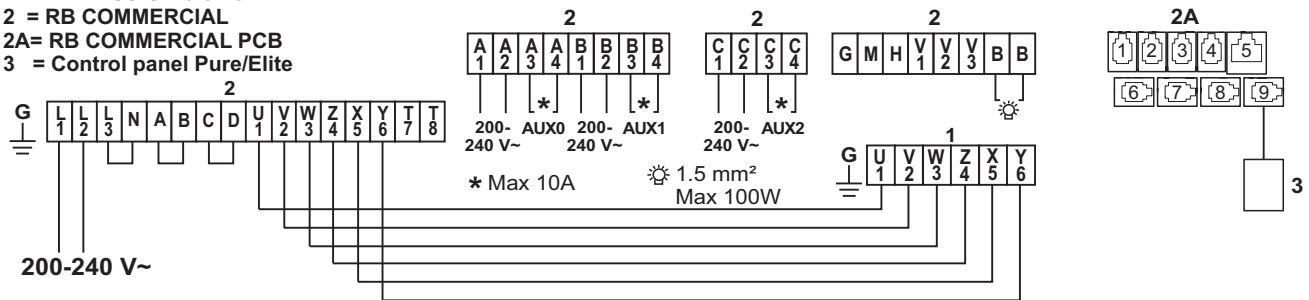 2 = RB COMMERCIAL
2A= RB COMMERCIAL PCB
3 = Control panel Pure/Elite
2
2
2
2A
A1 A2 A3 A4 B1 B2 B3 B4
C1 C2 C3 C4
G M H V1 V2 V3 B B
1 2 3 4 5
6 7 8 9
2
G L1 L2 L3 N A B C D U1 V2 W3 Z4 X5 Y6 T7 T8
* *
*
200-240 V~ AUX0 200-240 V~ AUX1
200-240 V~ AUX2
* Max 10A
1.5 mm²
Max 100W
1
G U1 V2 W3 Z4 X5 Y6
3
200-240 V~